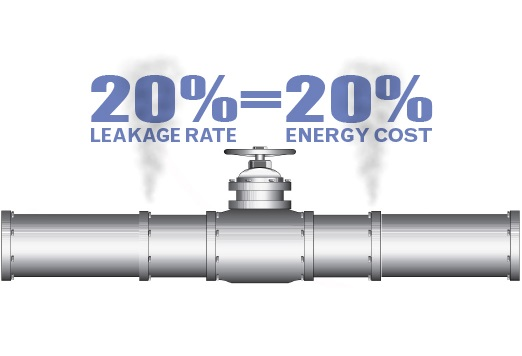 20%=20%
LEAKAGE RATE ENERGY COST